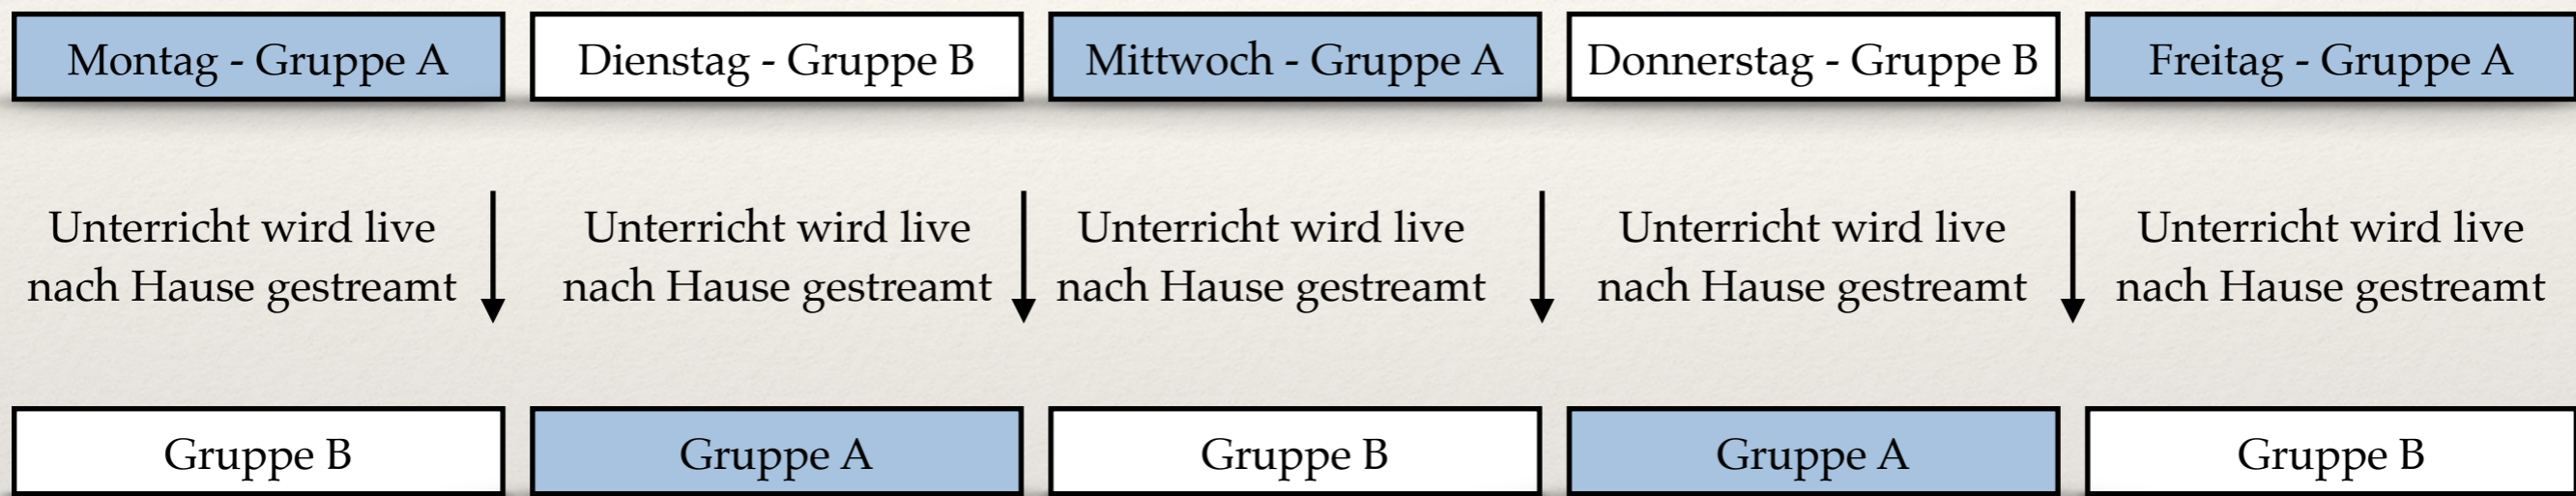 Montag - Gruppe A
Dienstag - Gruppe B
Mittwoch - Gruppe A
Donnerstag - Gruppe B
Freitag - Gruppe A
Unterricht wird live
nach Hause gestreamt
Unterricht wird live
nach Hause gestreamt
Unterricht wird live
nach Hause gestreamt
Unterricht wird live
nach Hause gestreamt
Unterricht wird live
nach Hause gestreamt
Gruppe B
Gruppe A
Gruppe B
Gruppe A
Gruppe B